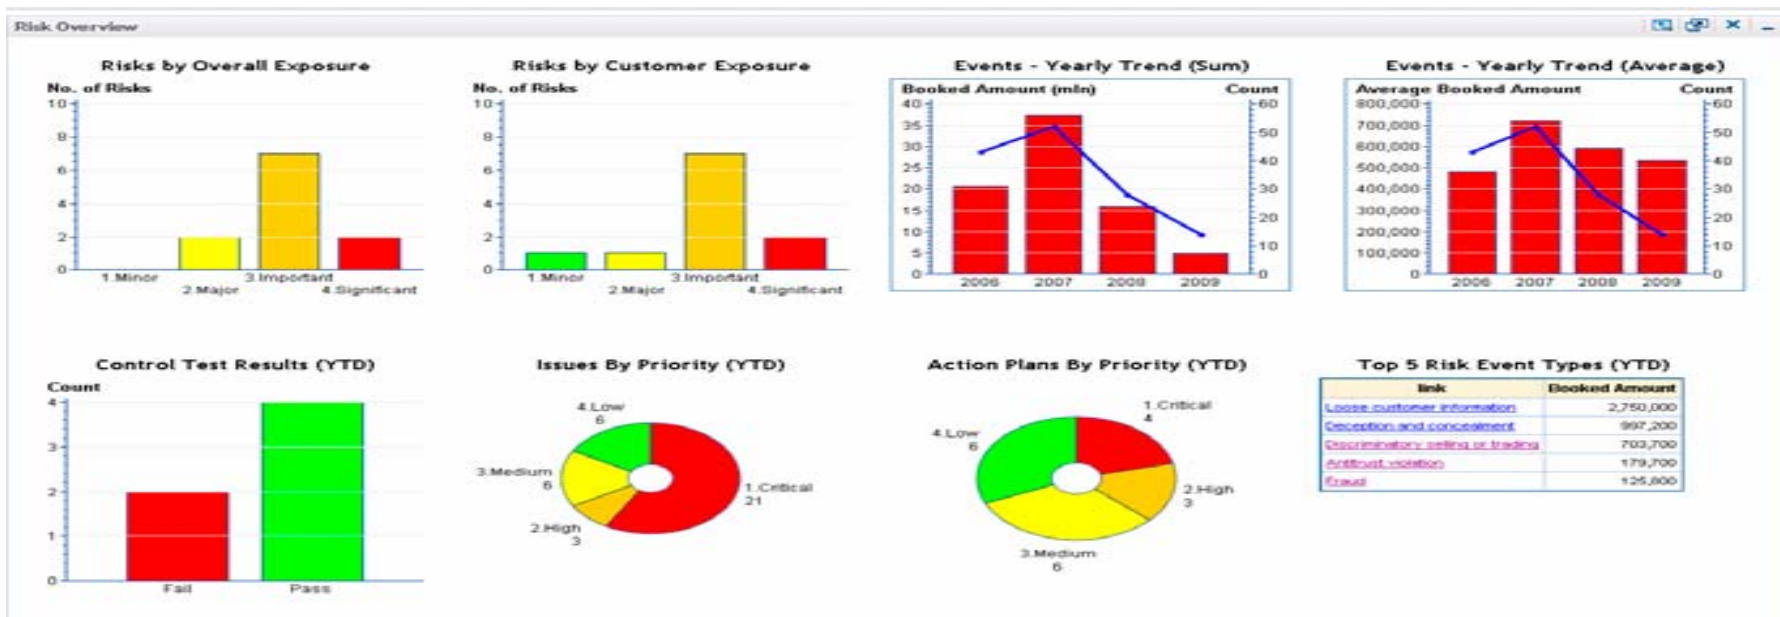 Risk Overview
Risks by Overall Exposure
No. of Risks
10
8
6
4
2
0
1.Minor
2.Major
3.Important
4.Significant
Risks by Customer Exposure
No. of Risks
10
8
6
4
2
0
1.Minor
2.Major
3.Important
4.Significant
Events - Yearly Trend (Sum)
Booked Amount (mln) Count
40
35
30
25
20
15
10
5
0
60
50
40
30
20
10
0
2006 2007 2008 2009
Events - Yearly Trend (Average)
Average Booked Amount Count
800,000
700,000
600,000
500,000
400,000
300,000
200,000
100,000
0
60
50
40
30
20
10
0
2006 2007 2008 2009
Control Test Results (YTD)
Count
4
3
2
1
0
Fail Pass
Issues By Priority (YTD)
4.Low
6
3.Medium
6
2.High
3
1.Critical
21
Action Plans By Priority (YTD)
1.Critical
4
4.Low
6
2.High
3
3.Medium
6
Top 5 Risk Event Types (YTD)
link Booked Amount
Loose customer information 2,750,000
Deception and concealment 997,200
Discriminatory selling or trading 703,700
Antitrust violation 179,700
Fraud 125,800